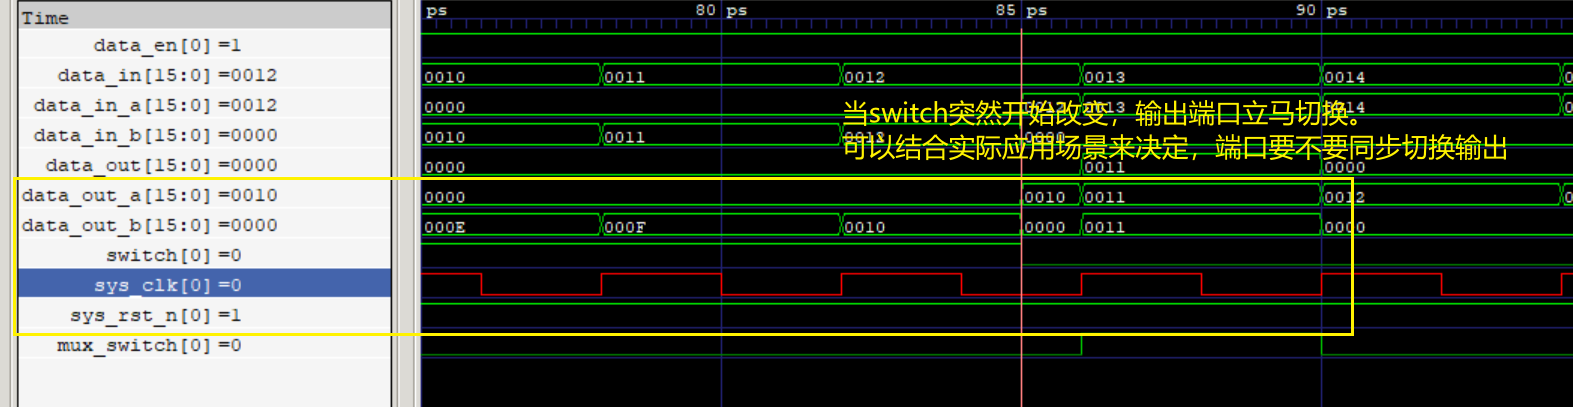 Time
ps 80 ps 85 ps 90 ps
data_en[0] =1
data_in[15:0] =0012 0010 0011 0012 0013 0014
data_in_a[15:0] =0012 0000 0012 0013 0014
当switch突然开始改变，输出端口立马切换。
data_in_b[15:0] =0000 0010 0011 0012 0000
可以结合实际应用场景来决定，端口要不要同步切换输出
data_out[15:0] =0000 0000 0011 0000
data_out_a[15:0] =0010 0000 0010 0011 0012
data_out_b[15:0] =0000 000E 000F 0010 0000 0011 0000
switch[0] =0
sys_clk[0] =0
sys_rst_n[0] =1
mux_switch[0] =0